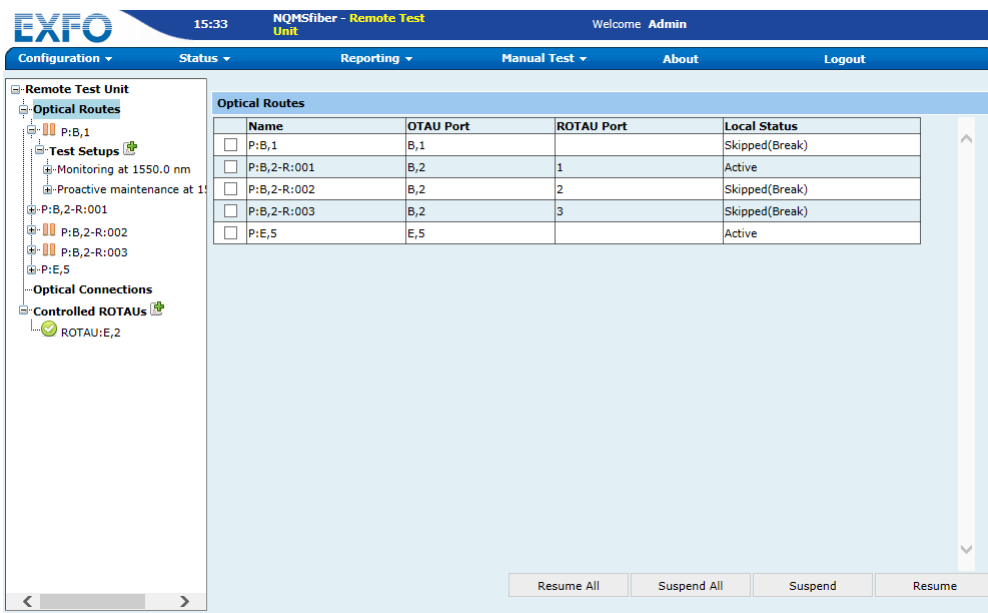 EXFO 15:33 NQMSfiber - Remote Test Unit Welcome Admin
Configuration Status Reporting Manual Test About Logout
Remote Test Unit
Optical Routes
P:B,1
Test Setups
Monitoring at 1550.0 nm
Proactive maintenance at
P:B,2-R:001
P:B,2-R:002
P:B,2-R:003
P:E,5
Optical Connections
Controlled ROTAUs
ROTAU:E,2
Optical Routes
Name OTAU Port ROTAU Port Local Status
P:B,1 B,1 Skipped(Break)
P:B,2-R:001 B,2 1 Active
P:B,2-R:002 B,2 2 Skipped(Break)
P:B,2-R:003 B,2 3 Skipped(Break)
P:E,5 E,5 Active
Resume All Suspend All Suspend Resume